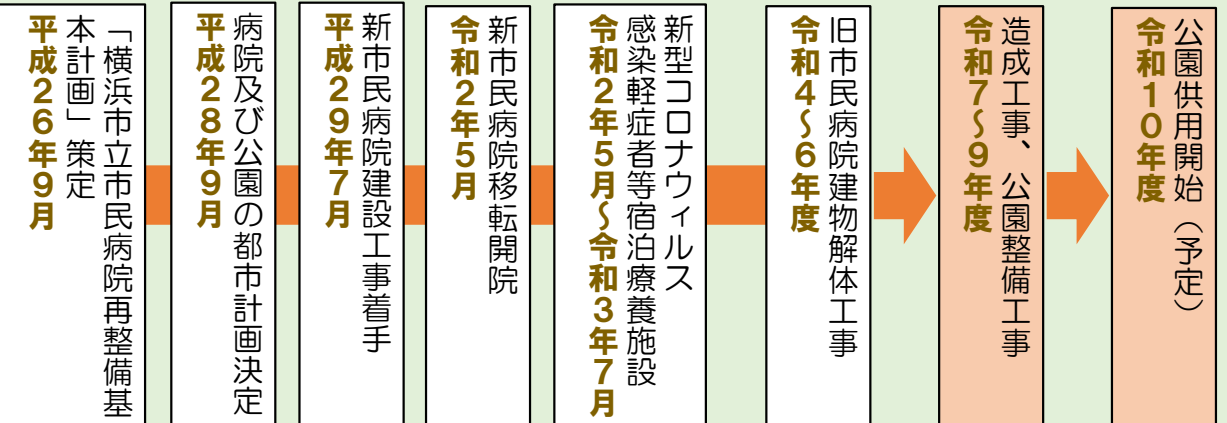 「横浜市立市民病院再整備基
本計画」策定
平成２６年９月
病院及び公園の都市計画決定
平成２８年９月
新市民病院建設工事着手
平成２９年７月
新市民病院移転開院
令和２年５月
新型コロナウィルス
感染軽症者等宿泊療養施設
令和２年５月～令和３年７月
旧市民病院建物解体工事
令和４～６年度
造成工事、公園整備工事
令和７～９年度
公園供用開始（予定）
令和１０年度